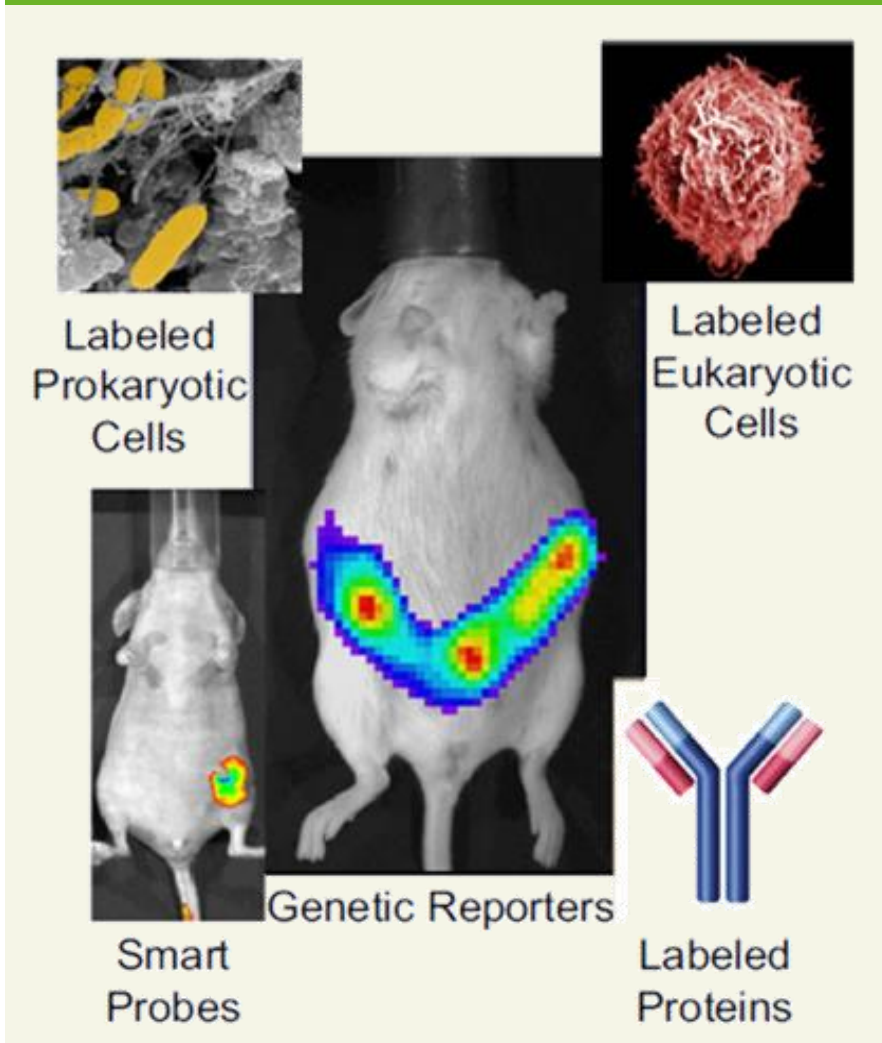 Labeled
Prokaryotic
Cells
Labeled
Eukaryotic
Cells
Genetic Reporters
Smart
Probes
Labeled
Proteins